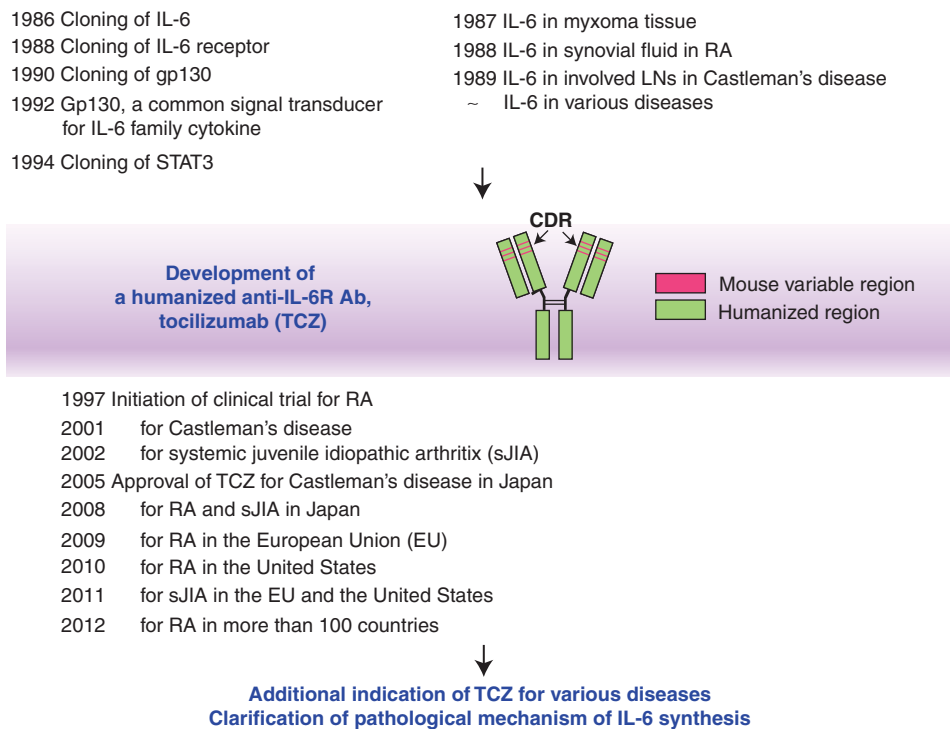 1986 Cloning of IL-6
1988 Cloning of IL-6 receptor
1990 Cloning of gp130
1992 Gp130, a common signal transducer
for IL-6 family cytokine
1994 Cloning of STAT3
1987 IL-6 in myxoma tissue
1988 IL-6 in synovial fluid in RA
1989 IL-6 in involved LNs in Castleman's disease
~ IL-6 in various diseases
Development of
a humanized anti-IL-6R Ab,
tocilizumab (TCZ)
CDR
Mouse variable region
Humanized region
1997 Initiation of clinical trial for RA
2001 for Castleman's disease
2002 for systemic juvenile idiopathic arthritix (sJIA)
2005 Approval of TCZ for Castleman's disease in Japan
2008 for RA and sJIA in Japan
2009 for RA in the European Union (EU)
2010 for RA in the United States
2011 for sJIA in the EU and the United States
2012 for RA in more than 100 countries
Additional indication of TCZ for various diseases
Clarification of pathological mechanism of IL-6 synthesis